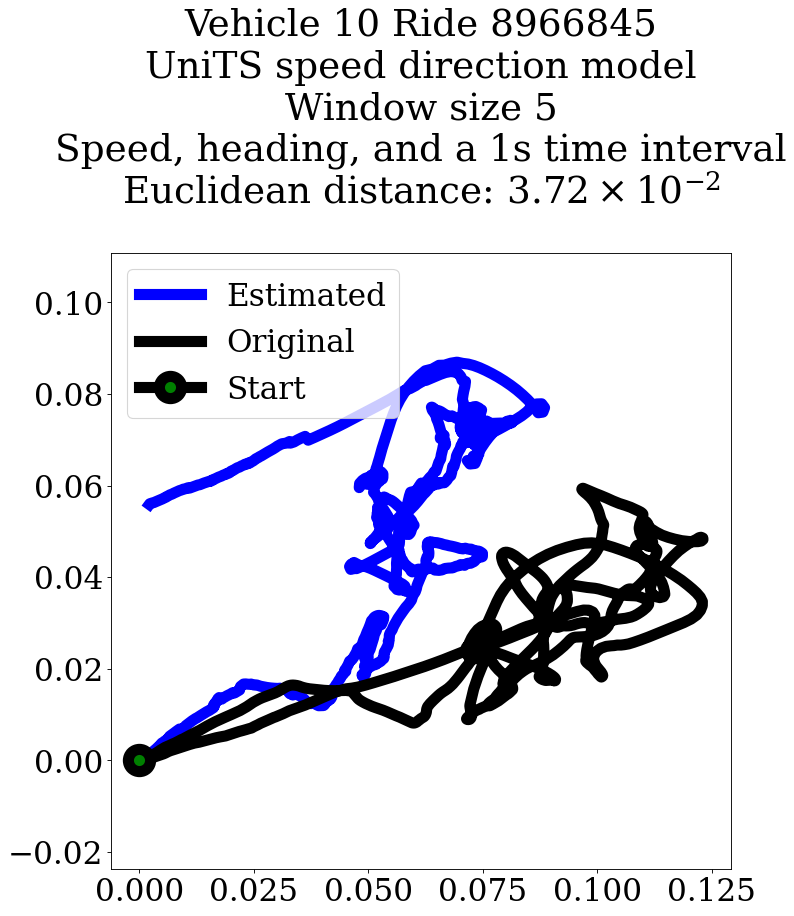 Vehicle 10 Ride 8966845
UniTS speed direction model
Window size 5
Speed, heading, and a 1s time interval
Euclidean distance: 3.72 × 10⁻²
Estimated
Original
Start
0.10
0.08
0.06
0.04
0.02
0.00
−0.02
0.000 0.025 0.050 0.075 0.100 0.125